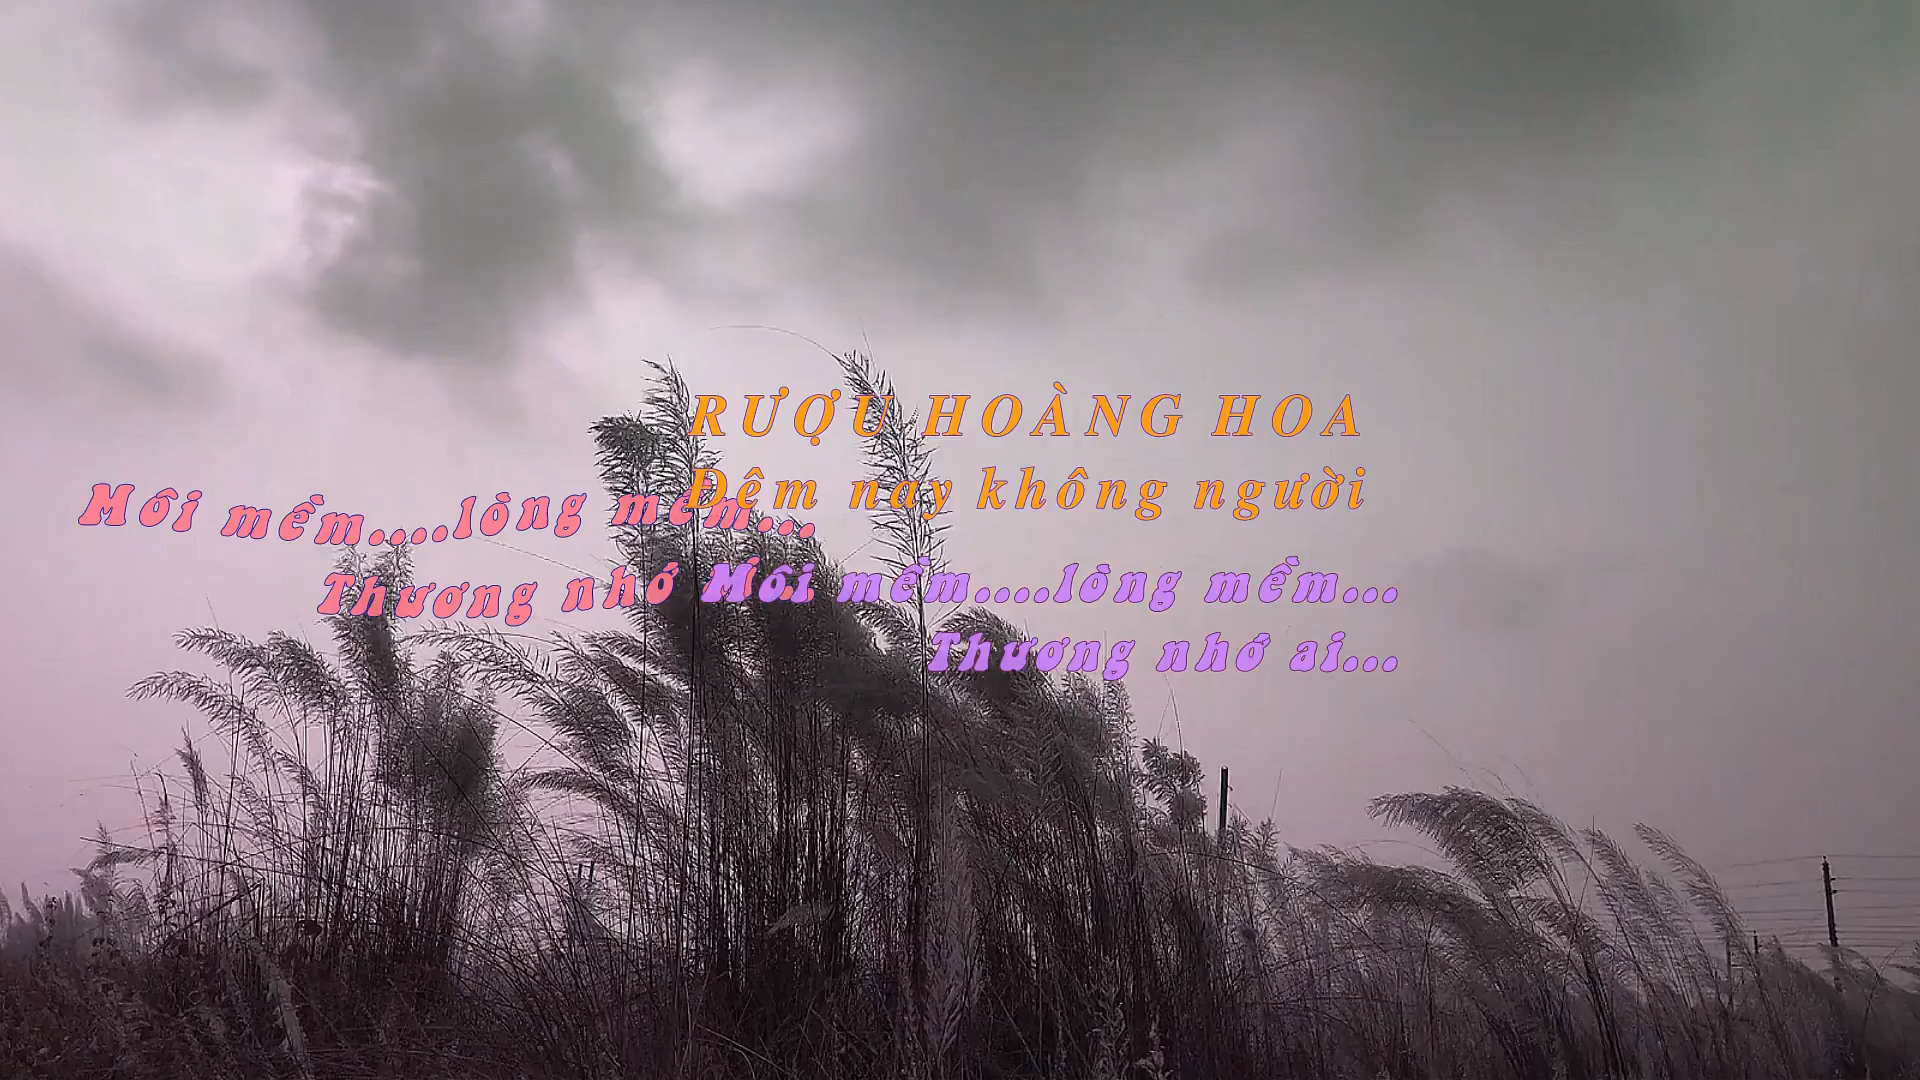 RƯỢU HOÀNG HOA
Đêm nay không người
Môi mềm....lòng mềm...
Thương nhớ
Môi mềm....lòng mềm...
Thương nhớ ai...